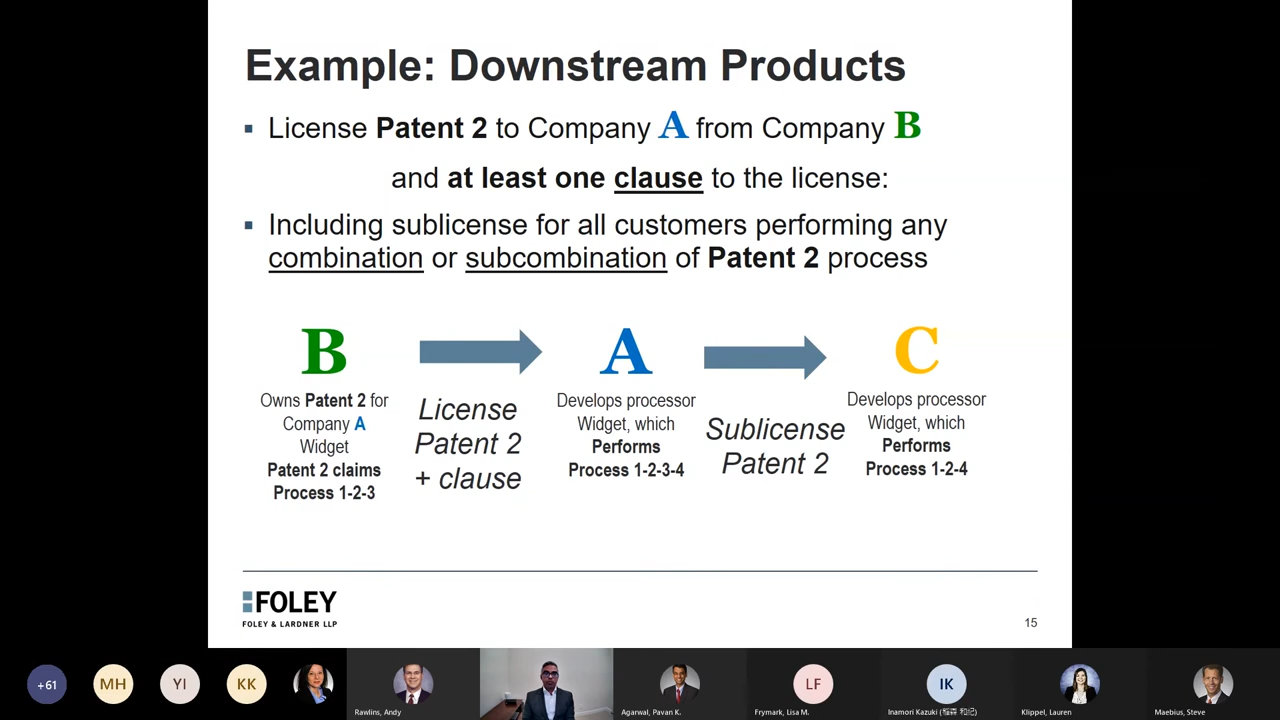 Example: Downstream Products
▪ License Patent 2 to Company A from Company B
and at least one clause to the license:
▪ Including sublicense for all customers performing any
combination or subcombination of Patent 2 process
B
Owns Patent 2 for
Company A
Widget
Patent 2 claims
Process 1-2-3
License
Patent 2
+ clause
A
Develops processor
Widget, which
Performs
Process 1-2-3-4
Sublicense
Patent 2
C
Develops processor
Widget, which
Performs
Process 1-2-4
FOLEY
FOLEY & LARDNER LLP
15
+61
MH
YI
KK
Rawlins, Andy
Agarwal, Pavan K.
LF
Frymark, Lisa M.
IK
Inamori Kazuki
Klippel, Lauren
Maebius, Steve